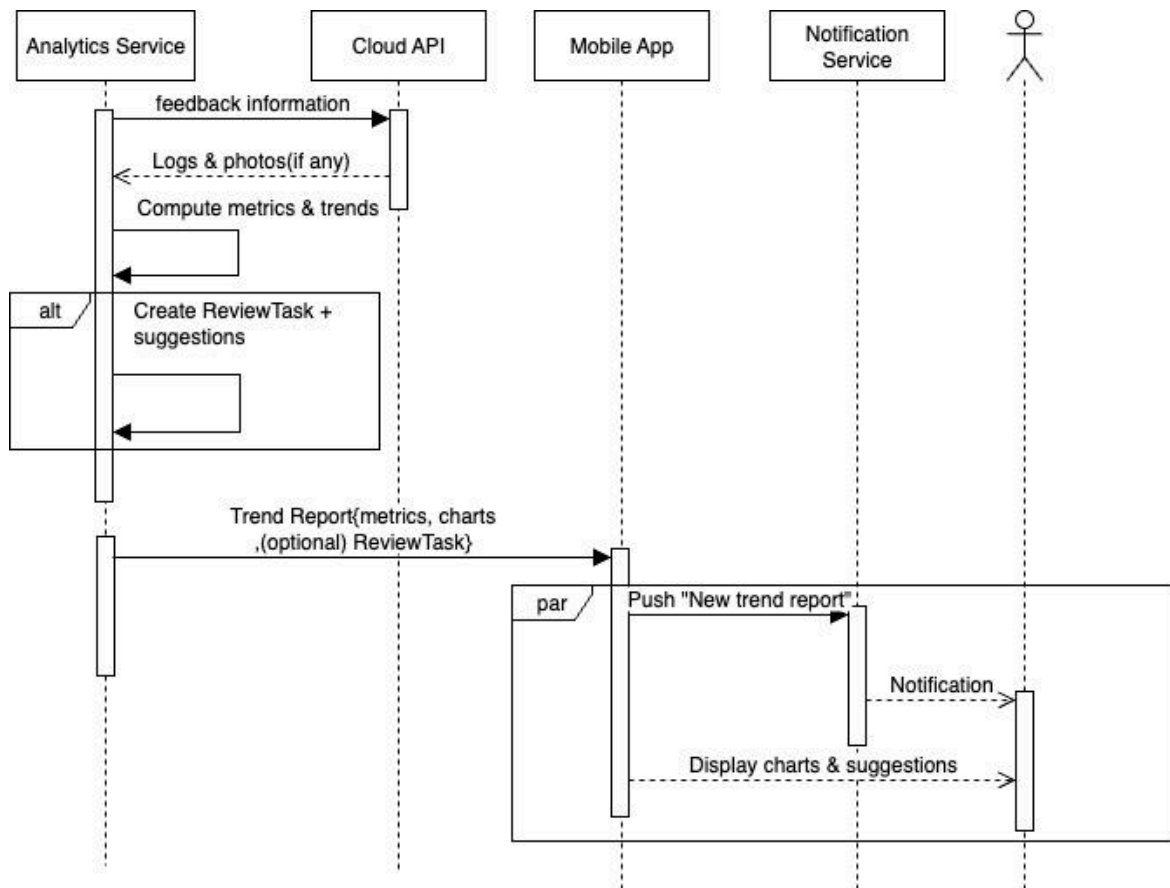 Analytics Service
Cloud API
Mobile App
Notification
Service
feedback information
Logs & photos(if any)
Compute metrics & trends
alt
Create ReviewTask +
suggestions
Trend Report{metrics, charts
,(optional) ReviewTask}
par
Push "New trend report"
Notification
Display charts & suggestions